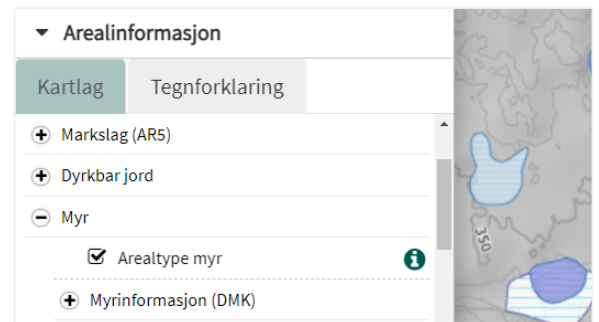 Arealinformasjon
Kartlag Tegnforklaring
Markslag (AR5)
Dyrkbar jord
Myr
Arealtype myr
Myrinformasjon (DMK)
350